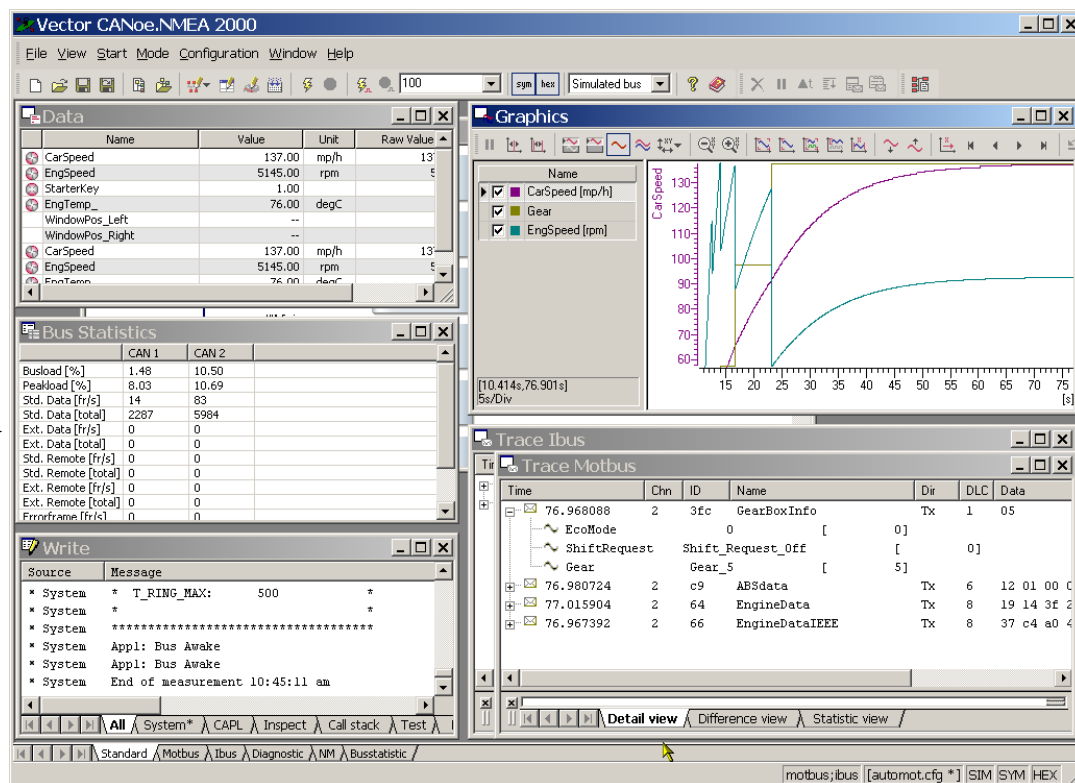 Vector CANoe.NMEA 2000
File View Start Mode Configuration Window Help
100 sym hex Simulated bus
Data
Name Value Unit Raw Value
CarSpeed 137.00 mp/h 137
EngSpeed 5145.00 rpm 5
StarterKey 1.00
EngTemp_ 76.00 degC
WindowPos_Left --
WindowPos_Right --
CarSpeed 137.00 mp/h 137
EngSpeed 5145.00 rpm 5
EngTemp 76.00 degC
Graphics
Name
CarSpeed [mp/h]
Gear
EngSpeed [rpm]
[10.414s,76.901s]
5s/Div
CarSpeed
130
120
110
100
90
80
70
60
15 20 25 30 35 40 45 50 55 60 65 70 75
[s]
Bus Statistics
CAN 1 CAN 2
Busload [%] 1.48 10.50
Peakload [%] 8.03 10.69
Std. Data [fr/s] 14 83
Std. Data [total] 2287 5984
Ext. Data [fr/s] 0 0
Ext. Data [total] 0 0
Std. Remote [fr/s] 0 0
Std. Remote [total] 0 0
Ext. Remote [fr/s] 0 0
Ext. Remote [total] 0 0
Errorframe [fr/s] 0 0
Trace Ibus
Tir
Trace Motbus
Time Chn ID Name Dir DLC Data
76.968088 2 3fc GearBoxInfo Tx 1 05
EcoMode 0 [ 0]
ShiftRequest Shift_Request_Off [ 0]
Gear Gear_5 [ 5]
76.980724 2 c9 ABSdata Tx 6 12 01 00 0
77.015904 2 64 EngineData Tx 8 19 14 3f 2
76.967392 2 66 EngineDataIEEE Tx 8 37 c4 a0 4
Detail view Difference view Statistic view
Write
Source Message
* System * T_RING_MAX: 500 *
* System * *
* System ***********************************
* System Appl: Bus Awake
* System Appl: Bus Awake
* System End of measurement 10:45:11 am
All System* CAPL Inspect Call stack Test
Standard Motbus Ibus Diagnostic NM Busstatistic
motbus;ibus [automot.cfg *] SIM SYM HEX